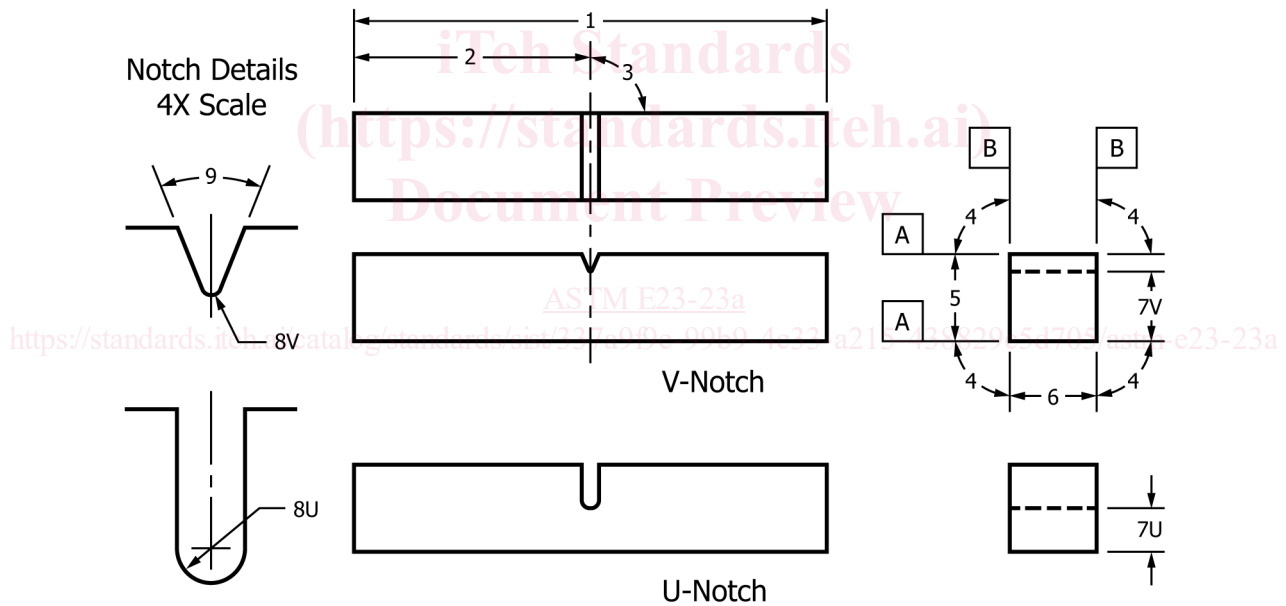 Notch Details
4X Scale
1
2
3
iTeh Standards
(https://standards.iteh.ai)
Document Preview
9
8V
B
B
4
4
A
A
5
7V
4
4
6
ASTM E23-23a
V-Notch
8U
7U
U-Notch